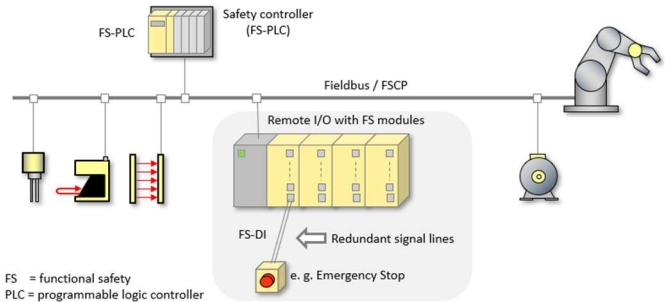 FS-PLC
Safety controller
(FS-PLC)
Fieldbus / FSCP
Remote I/O with FS modules
FS-DI
Redundant signal lines
e. g. Emergency Stop
FS = functional safety
PLC = programmable logic controller